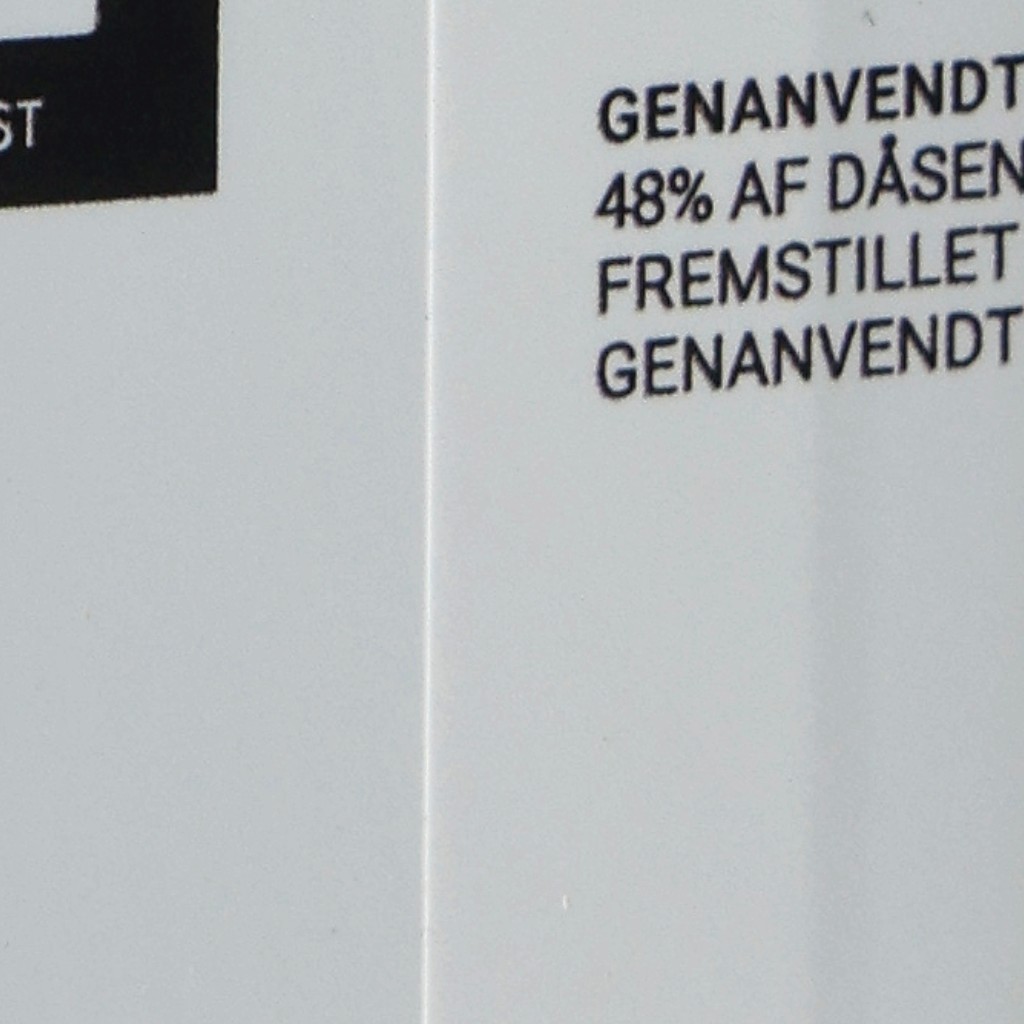 ST
GENANVENDT
48% AF DÅSEN
FREMSTILLET
GENANVENDT